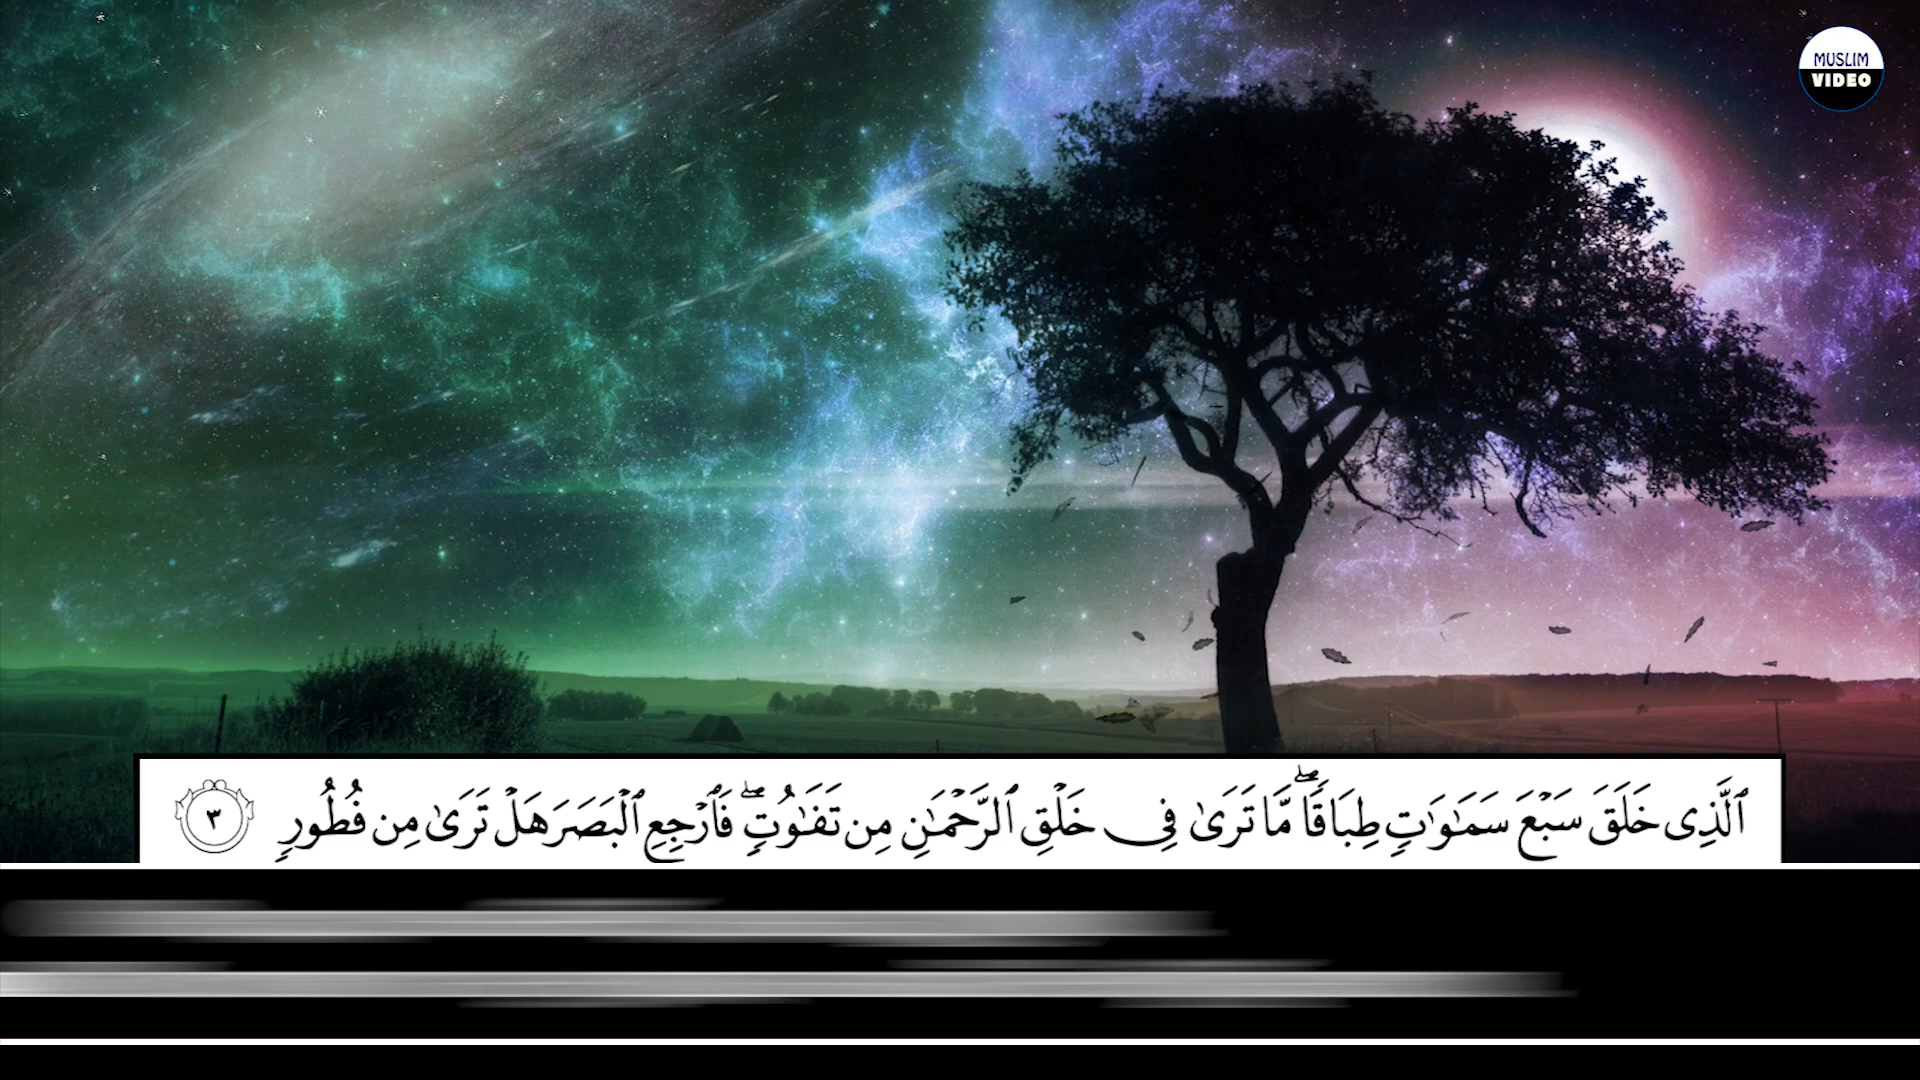 MUSLIM
VIDEO
ٱلَّذِى خَلَقَ سَبْعَ سَمَـٰوَٰتٍ طِبَاقًا ۖ مَّا تَرَىٰ فِى خَلْقِ ٱلرَّحْمَـٰنِ مِن تَفَـٰوُتٍ ۖ فَٱرْجِعِ ٱلْبَصَرَ هَلْ تَرَىٰ مِن فُطُورٍ ٣